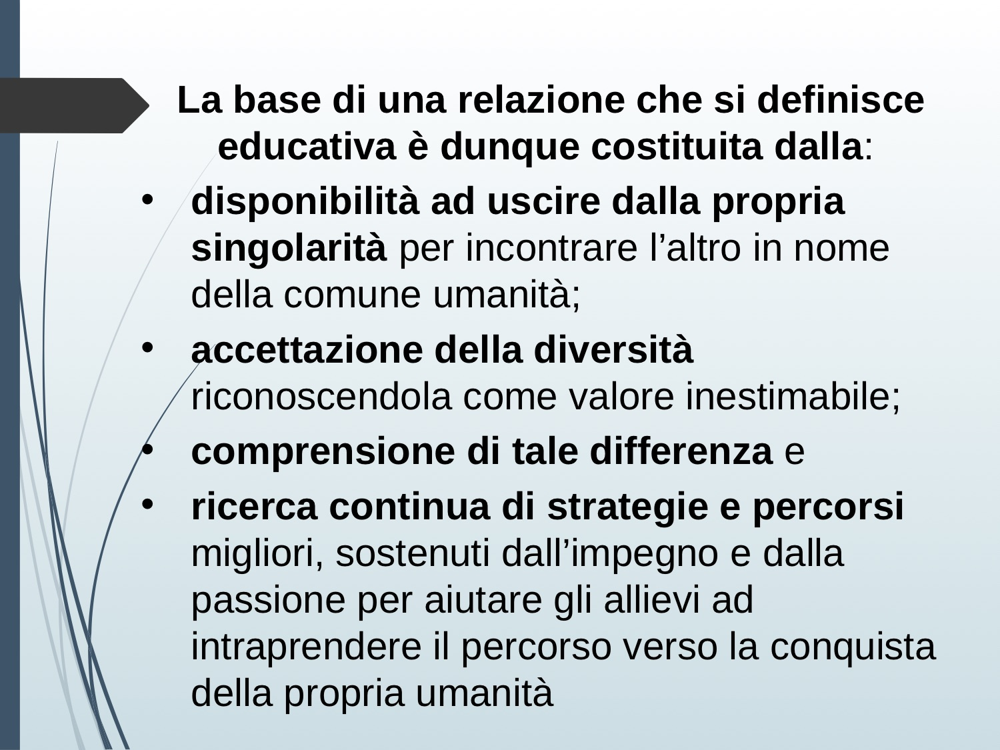 La base di una relazione che si definisce
educativa è dunque costituita dalla:
• disponibilità ad uscire dalla propria
singolarità per incontrare l’altro in nome
della comune umanità;
• accettazione della diversità
riconoscendola come valore inestimabile;
• comprensione di tale differenza e
• ricerca continua di strategie e percorsi
migliori, sostenuti dall’impegno e dalla
passione per aiutare gli allievi ad
intraprendere il percorso verso la conquista
della propria umanità